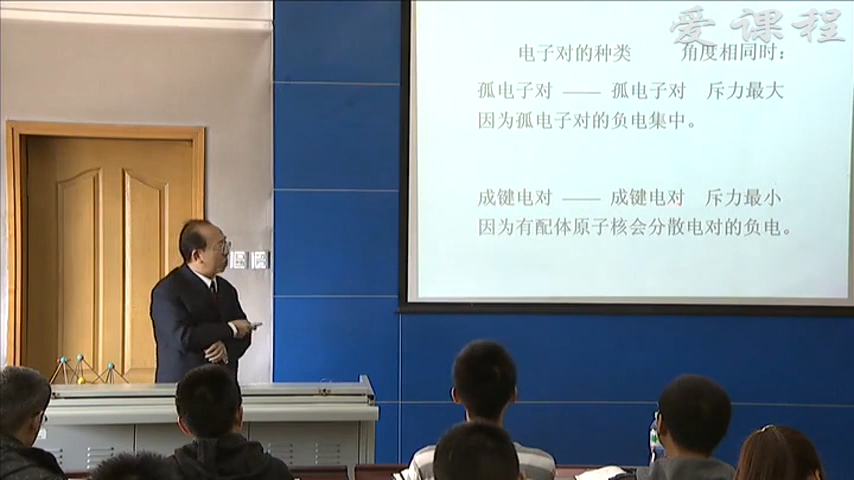 爱课程
电子对的种类 角度相同时:
孤电子对 —— 孤电子对 斥力最大
因为孤电子对的负电集中。
成键电对 —— 成键电对 斥力最小
因为有配体原子核会分散电对的负电。